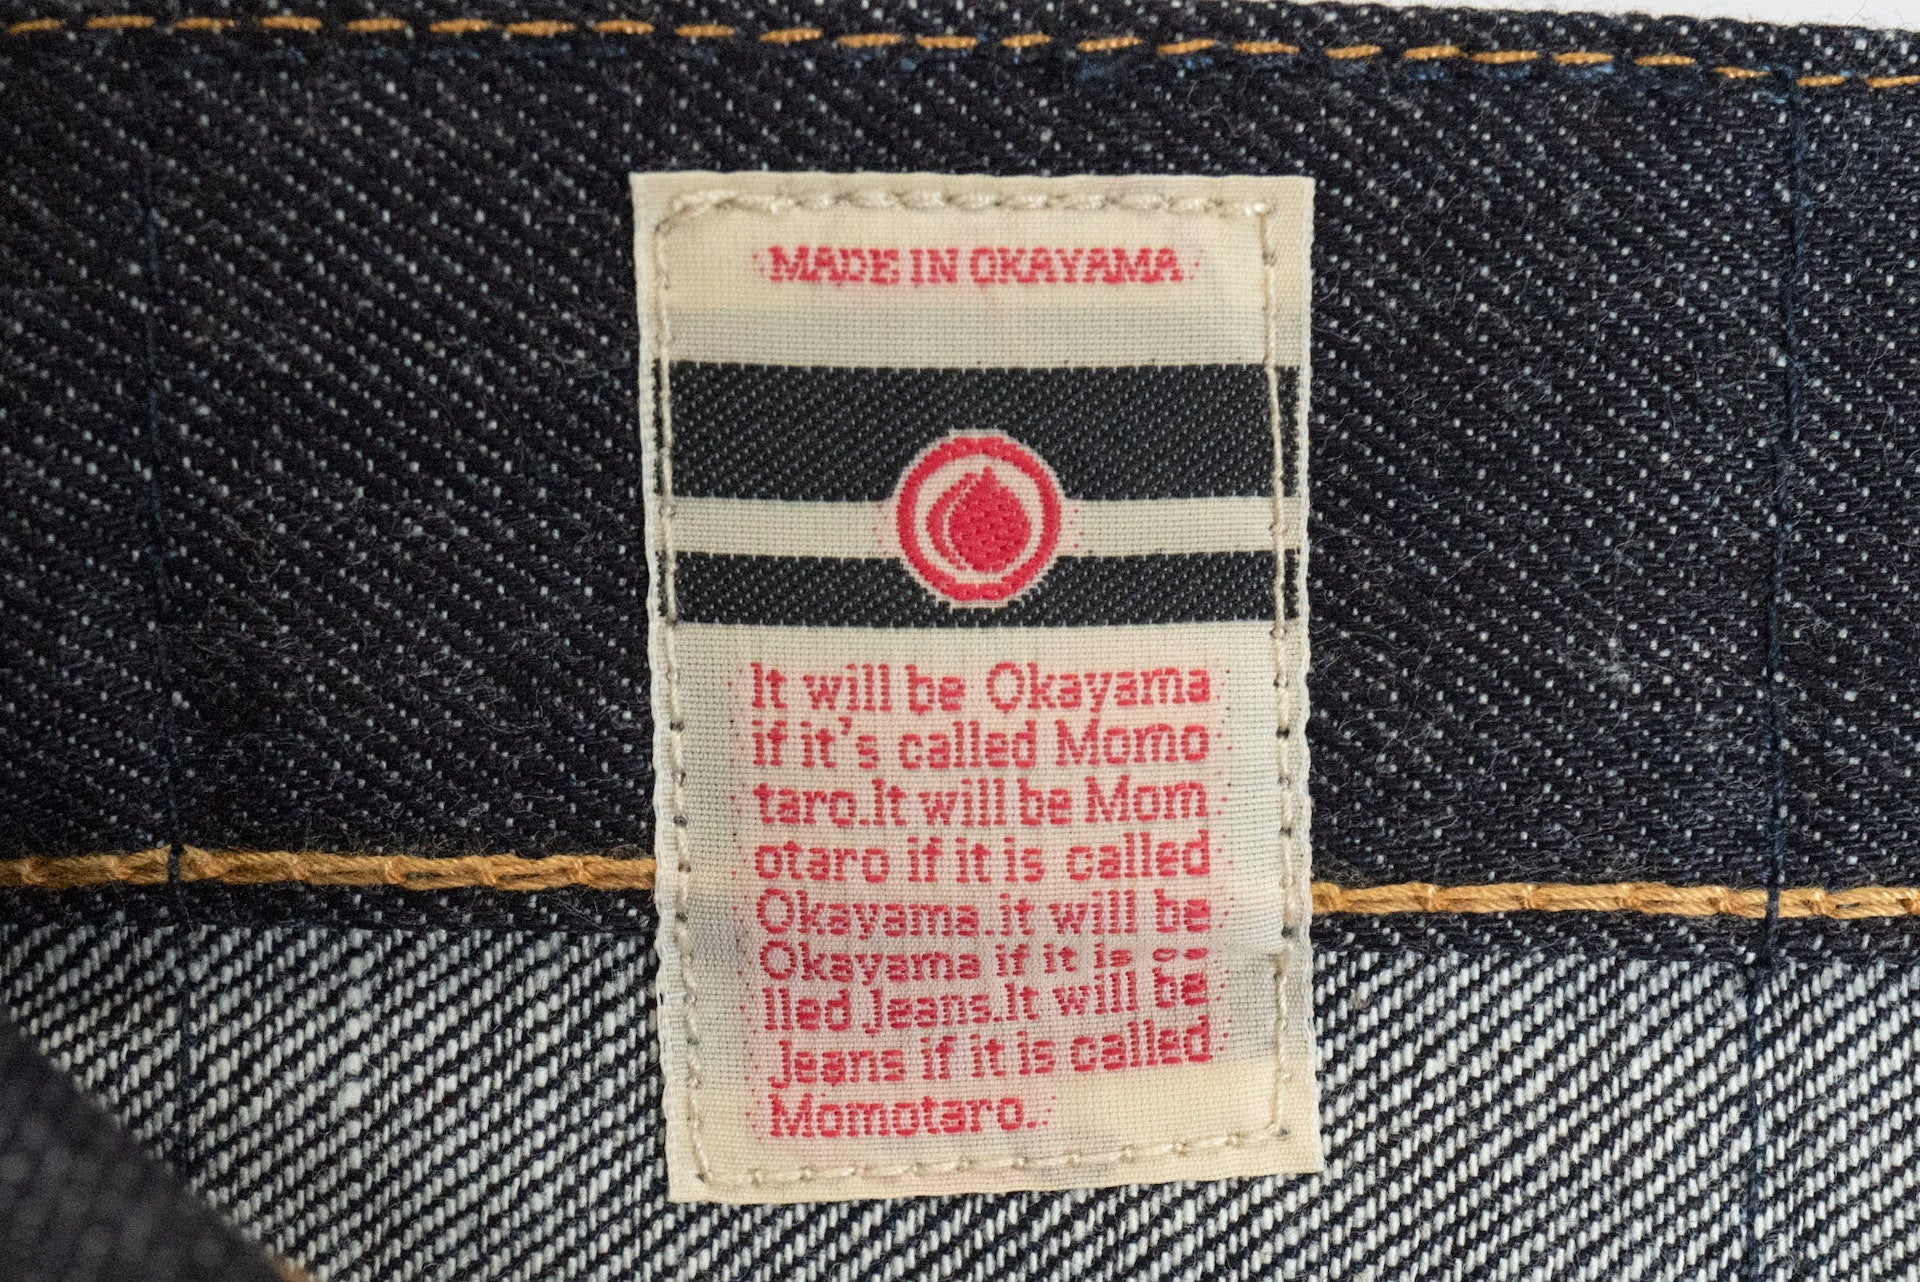 MADE IN OKAYAMA
It will be Okayama
if it's called Momo
taro.It will be Mom
otaro if it is called
Okayama.it will be
Okayama if it is ca
lled Jeans.It will be
Jeans if it is called
Momotaro.